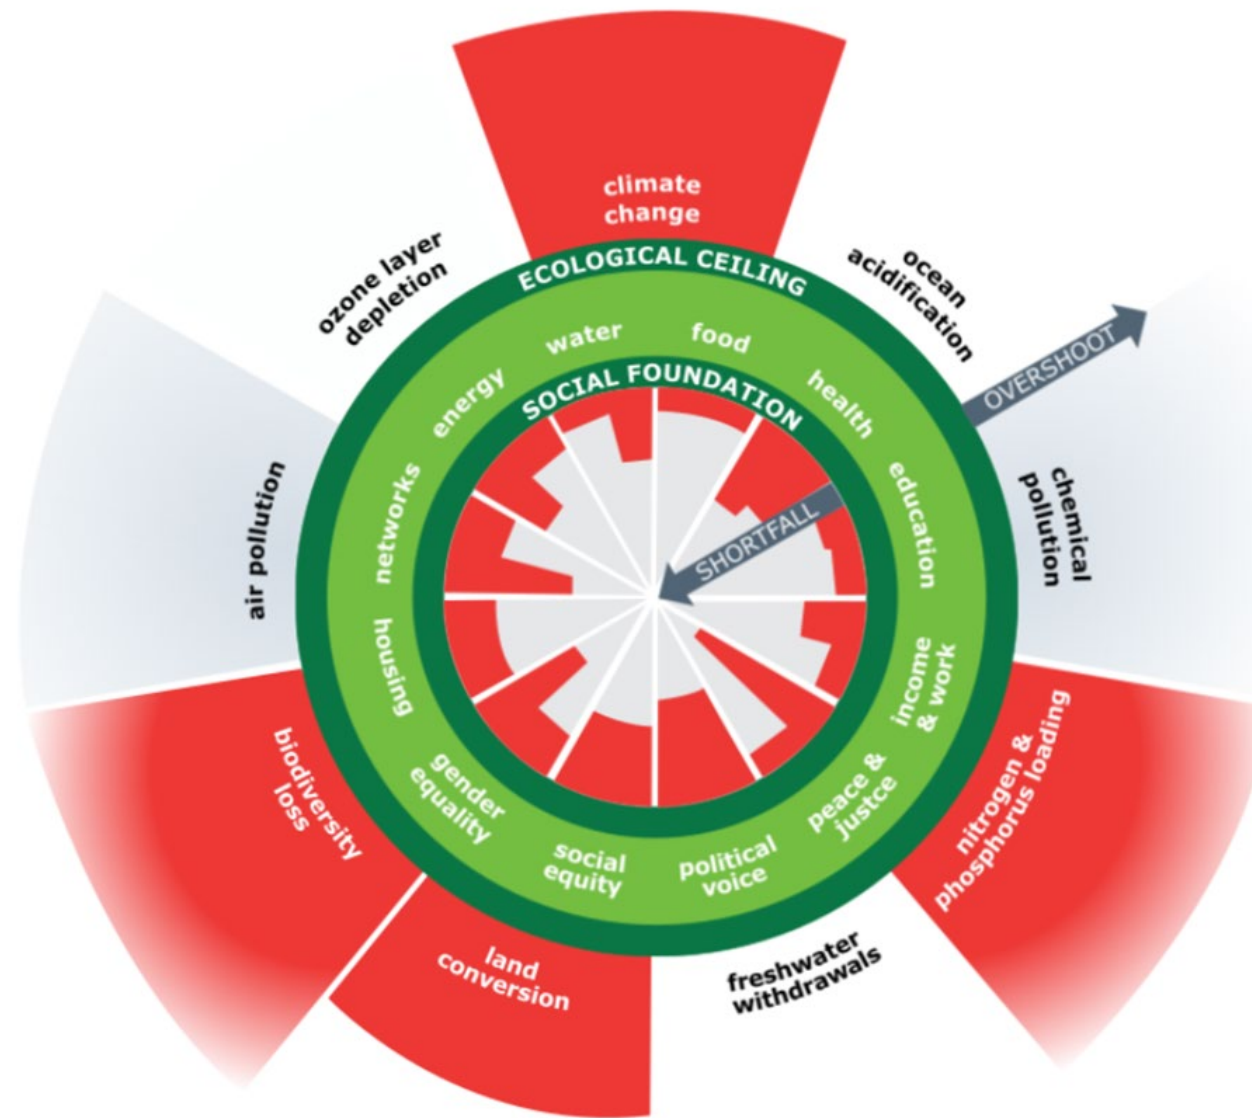 climate
change
ECOLOGICAL CEILING
ozone layer
depletion
ocean
acidification
OVERSHOOT
water
food
energy
health
SOCIAL FOUNDATION
networks
education
SHORTFALL
air pollution
chemical
pollution
housing
income
& work
biodiversity
loss
gender
equality
peace &
justce
nitrogen &
phosphorus loading
social
equity
political
voice
land
conversion
freshwater
withdrawals